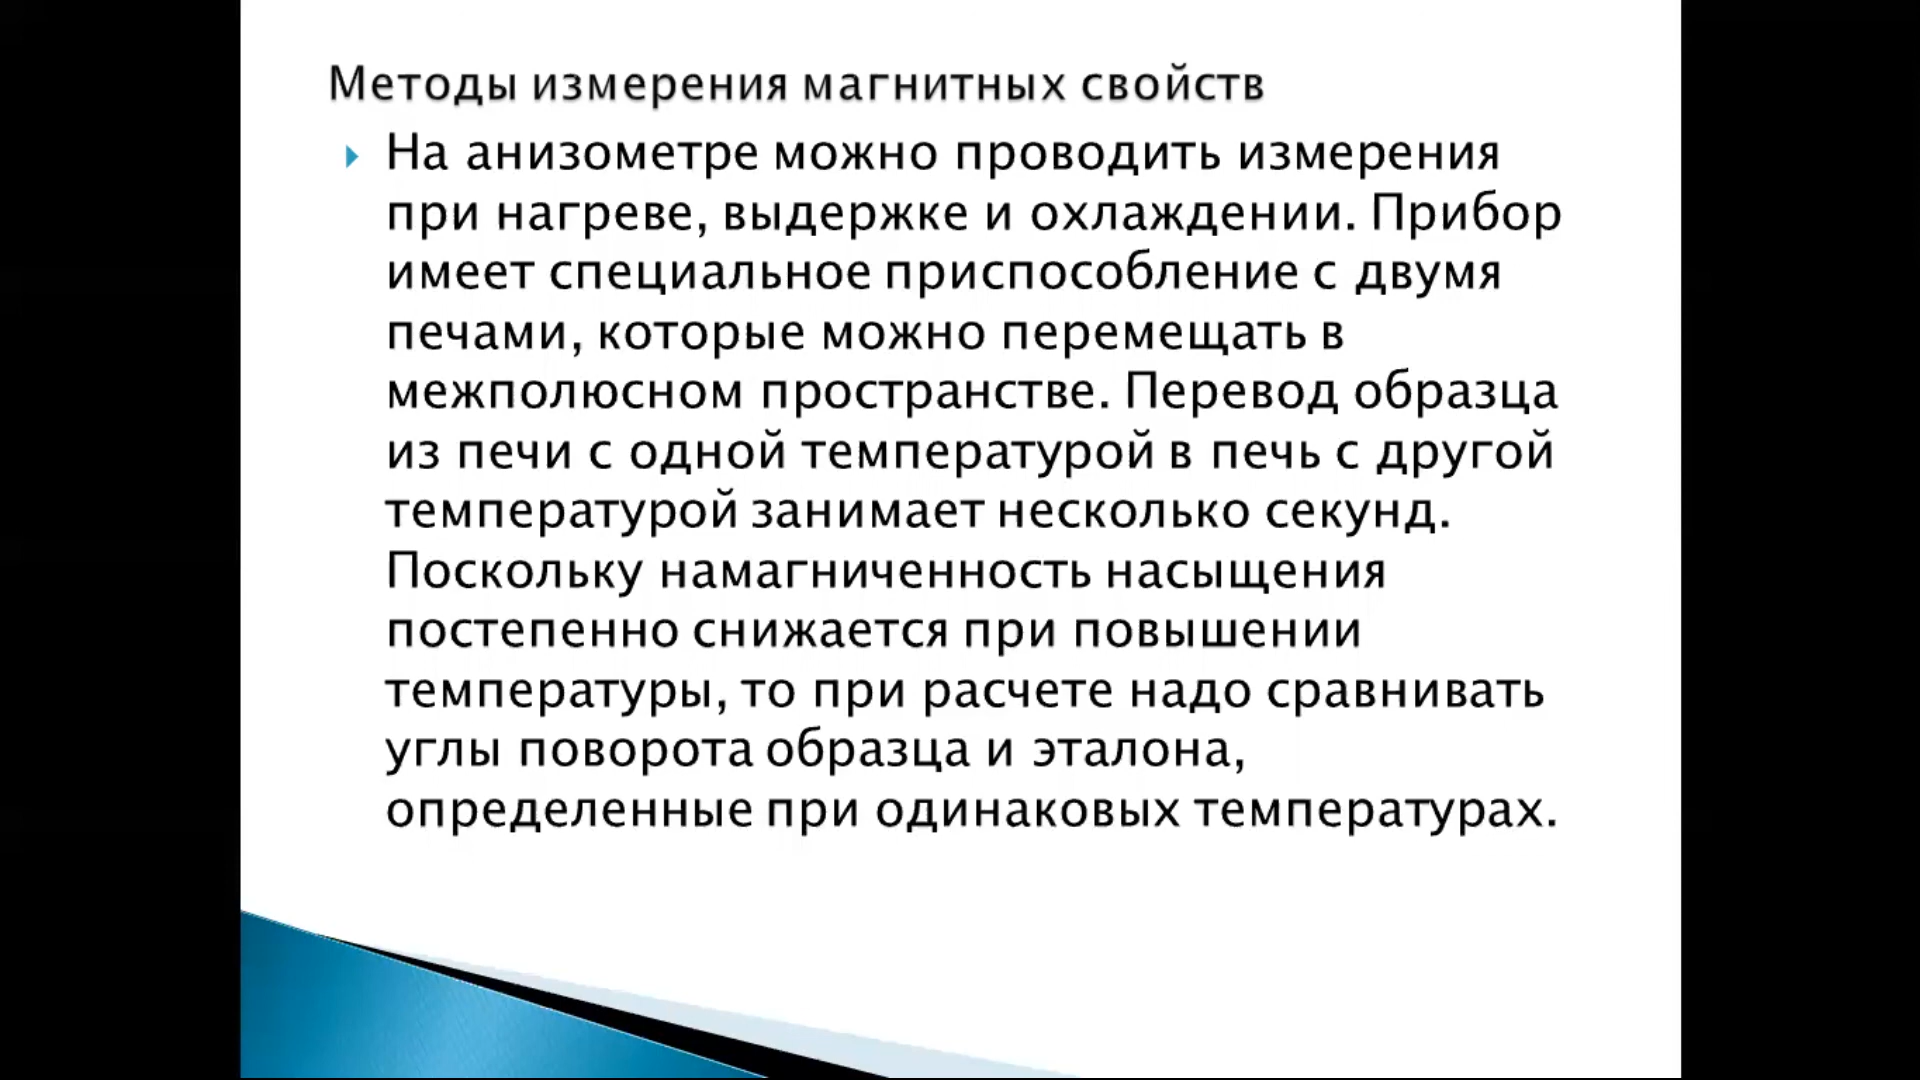 Методы измерения магнитных свойств
На анизометре можно проводить измерения
при нагреве, выдержке и охлаждении. Прибор
имеет специальное приспособление с двумя
печами, которые можно перемещать в
межполюсном пространстве. Перевод образца
из печи с одной температурой в печь с другой
температурой занимает несколько секунд.
Поскольку намагниченность насыщения
постепенно снижается при повышении
температуры, то при расчете надо сравнивать
углы поворота образца и эталона,
определенные при одинаковых температурах.